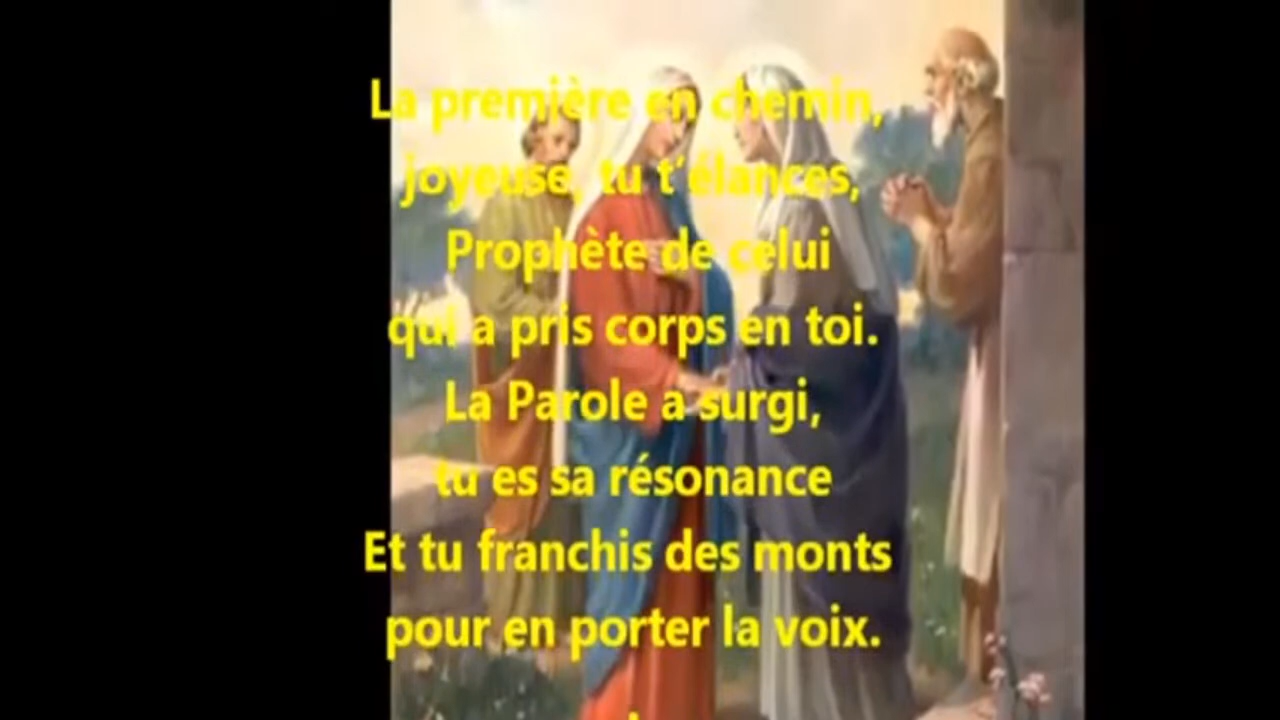 La première en chemin,
joyeuse, tu t'élances,
Prophète de celui
qui a pris corps en toi.
La Parole a surgi,
tu es sa résonance
Et tu franchis des monts
pour en porter la voix.